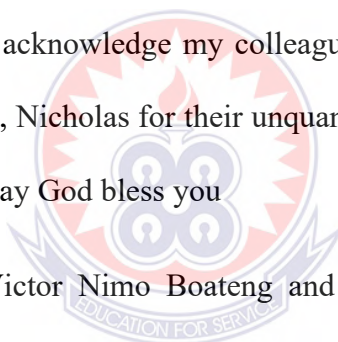 acknowledge my colleagu
, Nicholas for their unquan
ay God bless you
Victor Nimo Boateng and
EDUCATION FOR SERVICE